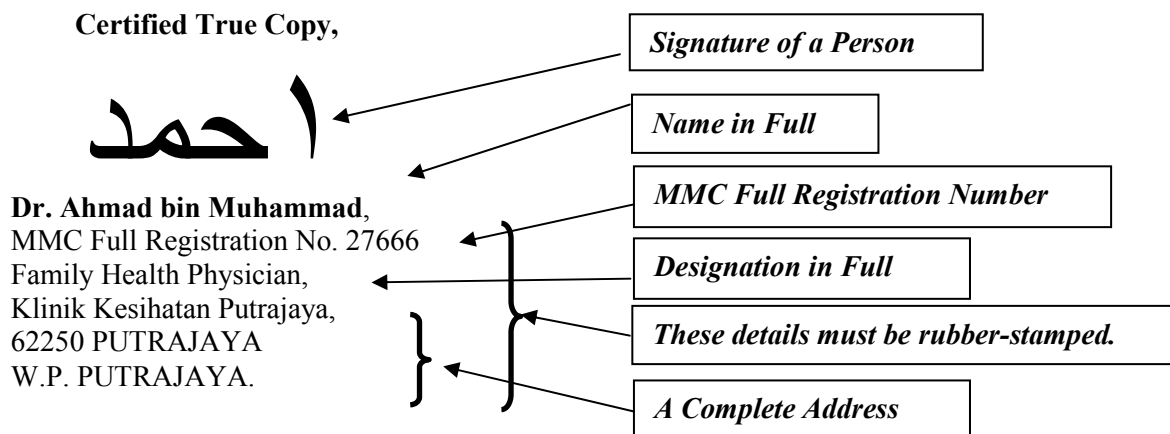 Certified True Copy,
احمد
Dr. Ahmad bin Muhammad,
MMC Full Registration No. 27666
Family Health Physician,
Klinik Kesihatan Putrajaya,
62250 PUTRAJAYA
W.P. PUTRAJAYA.
Signature of a Person
Name in Full
MMC Full Registration Number
Designation in Full
These details must be rubber-stamped.
A Complete Address